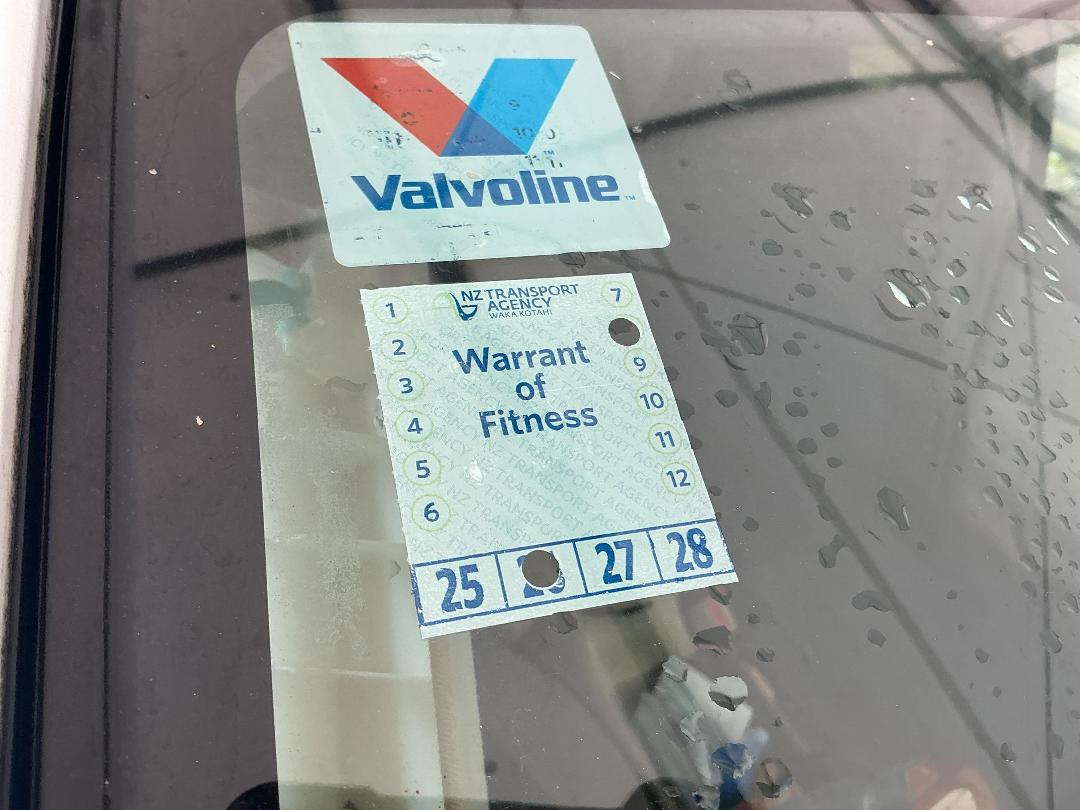 Valvoline™
NZ TRANSPORT
AGENCY
WAKA KOTAHI
Warrant
of
Fitness
1
2
3
4
5
6
7
9
10
11
12
25 27 28